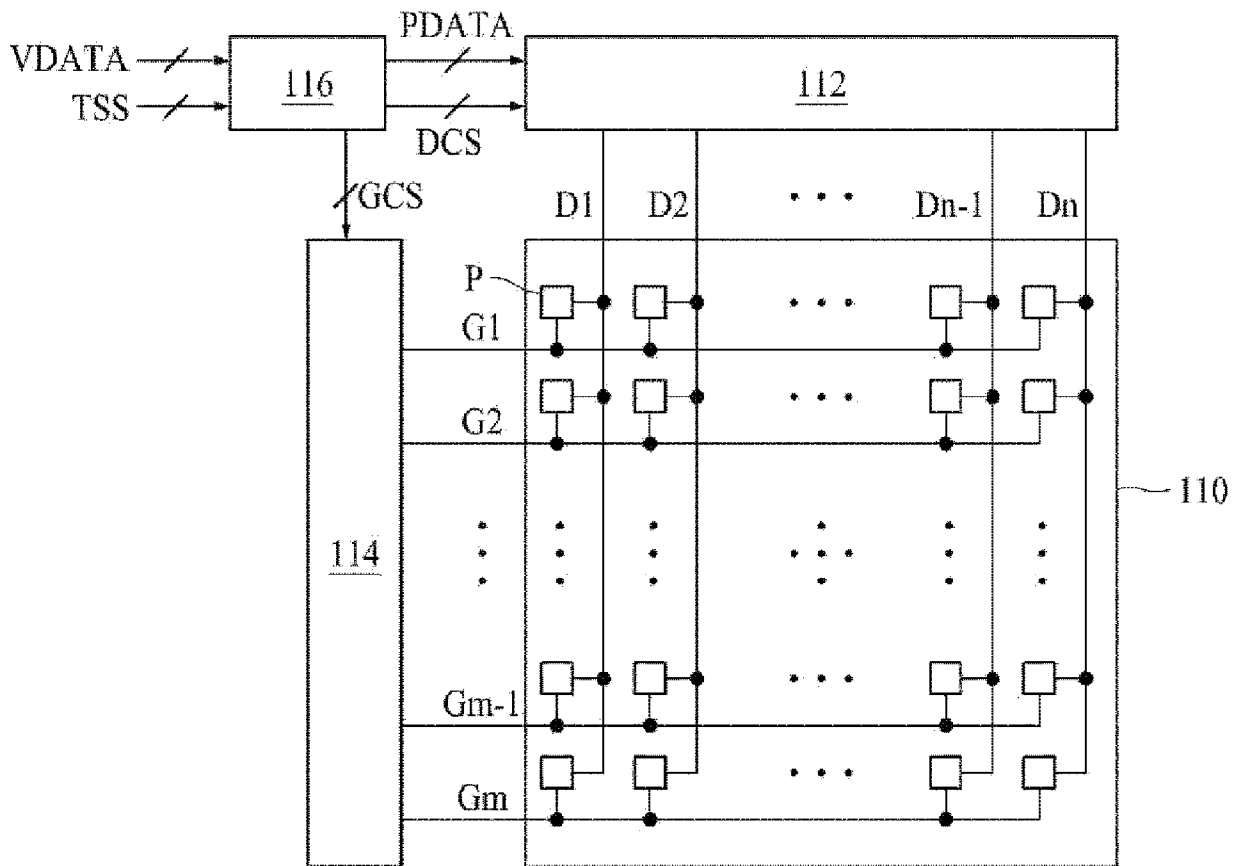 VDATA
PDATA
TSS
116
112
DCS
GCS
D1
D2
Dn-1
Dn
P
G1
G2
110
114
Gm-1
Gm